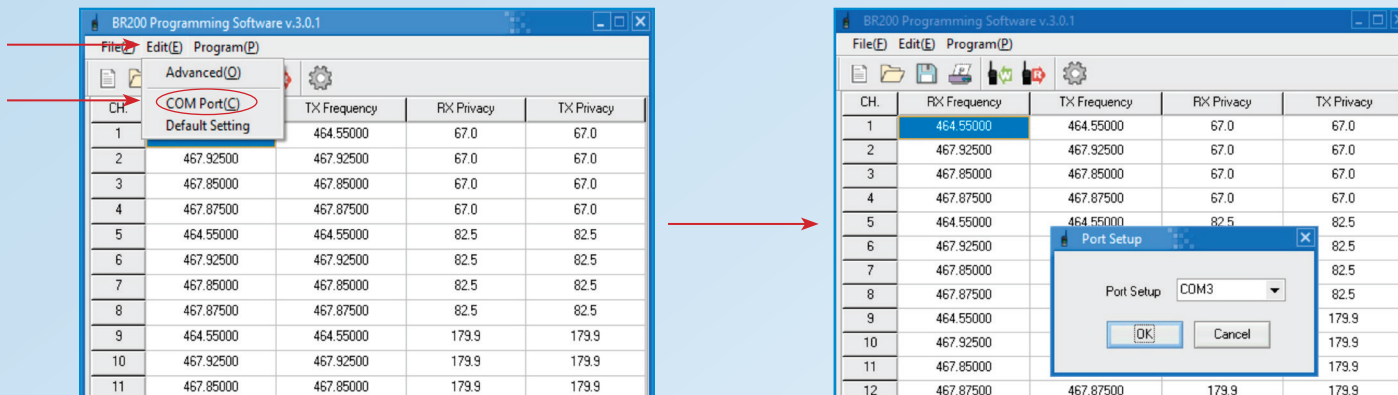 BR200 Programming Software v.3.0.1
File(F) Edit(E) Program(P)
Advanced(O)
COM Port(C)
Default Setting
CH. TX Frequency RX Privacy TX Privacy
1 464.55000 67.0 67.0
2 467.92500 467.92500 67.0 67.0
3 467.85000 467.85000 67.0 67.0
4 467.87500 467.87500 67.0 67.0
5 464.55000 464.55000 82.5 82.5
6 467.92500 467.92500 82.5 82.5
7 467.85000 467.85000 82.5 82.5
8 467.87500 467.87500 82.5 82.5
9 464.55000 464.55000 179.9 179.9
10 467.92500 467.92500 179.9 179.9
11 467.85000 467.85000 179.9 179.9
BR200 Programming Software v.3.0.1
File(F) Edit(E) Program(P)
W R
CH. RX Frequency TX Frequency RX Privacy TX Privacy
1 464.55000 464.55000 67.0 67.0
2 467.92500 467.92500 67.0 67.0
3 467.85000 467.85000 67.0 67.0
4 467.87500 467.87500 67.0 67.0
5 464.55000 464.55000 82.5 82.5
6 467.92500 82.5
7 467.85000 82.5
8 467.87500 82.5
9 464.55000 179.9
10 467.92500 179.9
11 467.85000 179.9
12 467.87500 467.87500 179.9 179.9
Port Setup
Port Setup COM3
OK Cancel